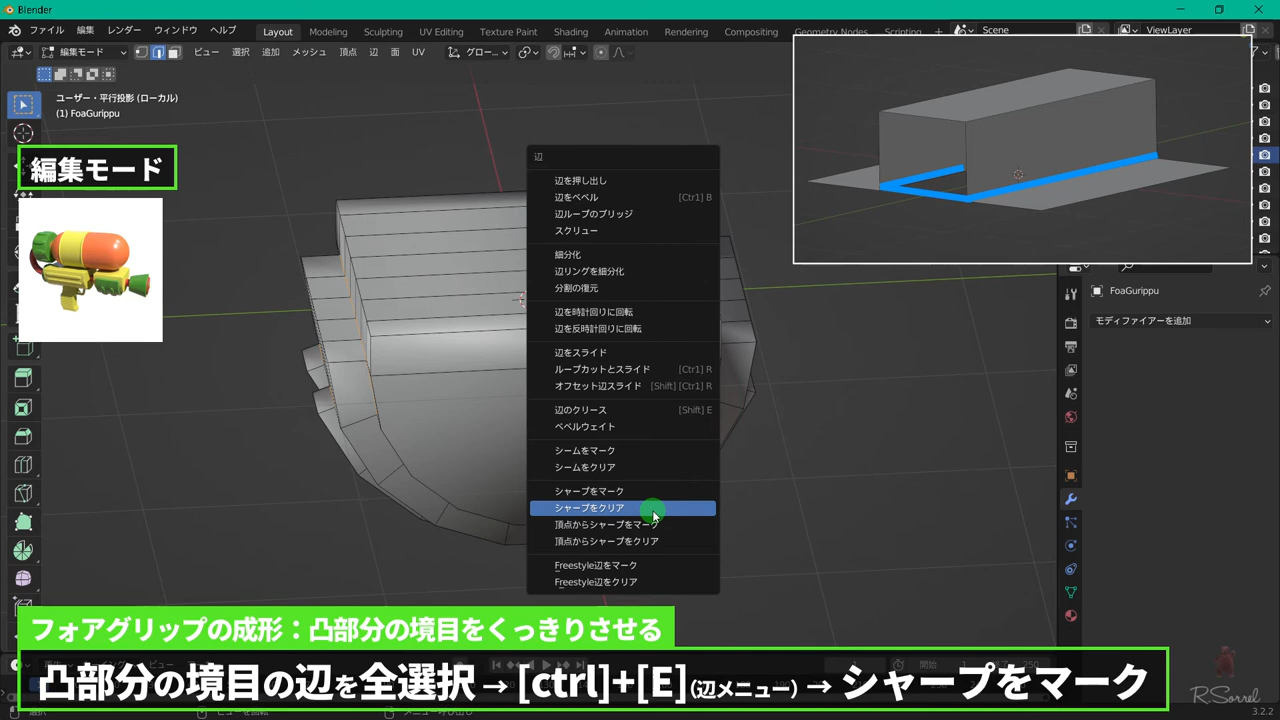 Blender
ファイル 編集 レンダー ウィンドウ ヘルプ Layout Modeling Sculpting UV Editing Texture Paint Shading Animation Rendering Compositing Geometry Nodes Scripting + Scene ViewLayer
編集モード ビュー 選択 追加 メッシュ 頂点 辺 面 UV グロー...
ユーザー・平行投影 (ローカル)
(1) FoaGurippu
編集モード
辺
辺を押し出し
辺をベベル [Ctrl] B
辺ループのブリッジ
スクリュー
細分化
辺リングを細分化
分割の復元
辺を時計回りに回転
辺を反時計回りに回転
辺をスライド
ループカットとスライド [Ctrl] R
オフセット辺スライド [Shift] [Ctrl] R
辺のクリース [Shift] E
ベベルウェイト
シームをマーク
シームをクリア
シャープをマーク
シャープをクリア
頂点からシャープをマーク
頂点からシャープをクリア
Freestyle辺をマーク
Freestyle辺をクリア
FoaGurippu
モディファイアーを追加
フォアグリップの成形：凸部分の境目をくっきりさせる
凸部分の境目の辺を全選択→[ctrl]+[E](辺メニュー)→シャープをマーク
R.Sorrel
3.2.2